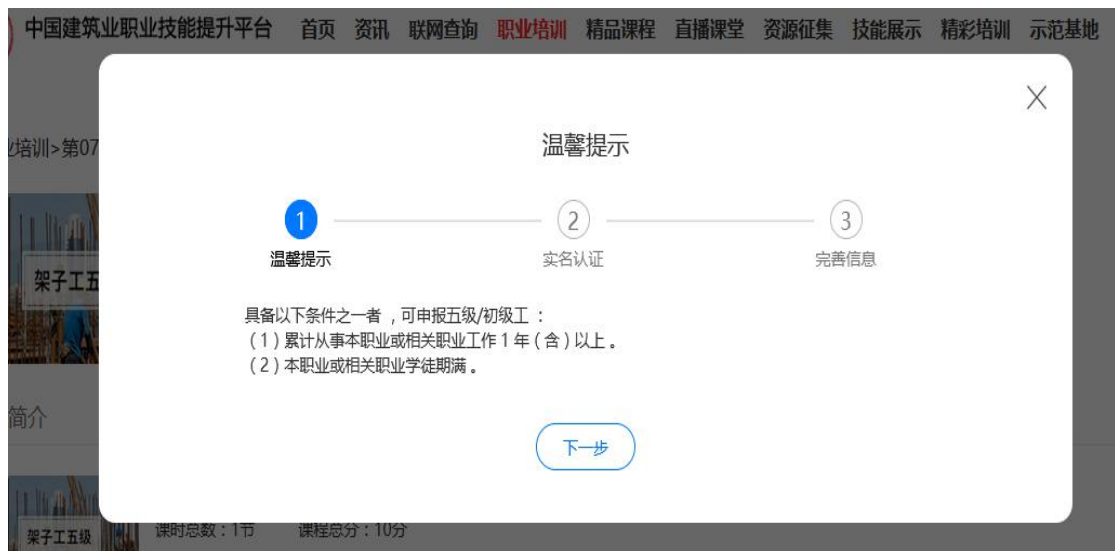 中国建筑业职业技能提升平台 首页 资讯 联网查询 职业培训 精品课程 直播课堂 资源征集 技能展示 精彩培训 示范基地
X
培训>第07
温馨提示
1 2 3
温馨提示 实名认证 完善信息
架子工五
具备以下条件之一者 ，可申报五级/初级工 ：
（1）累计从事本职业或相关职业工作 1 年（含）以上 。
（2）本职业或相关职业学徒期满 。
简介
下一步
架子工五级 课时总数：1节 课程总分：10分